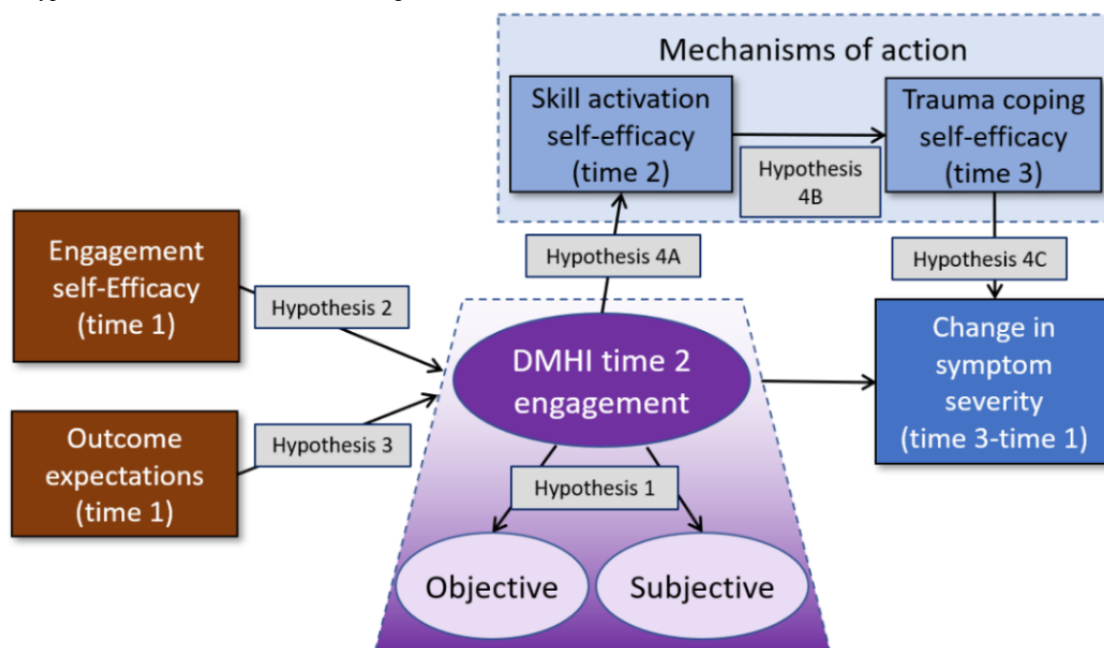 Mechanisms of action
Skill activation
self-efficacy
(time 2)
Hypothesis
4B
Trauma coping
self-efficacy
(time 3)
Engagement
self-Efficacy
(time 1)
Hypothesis 2
Hypothesis 4A
Hypothesis 4C
DMHI time 2
engagement
Change in
symptom
severity
(time 3-time 1)
Outcome
expectations
(time 1)
Hypothesis 3
Hypothesis 1
Objective
Subjective